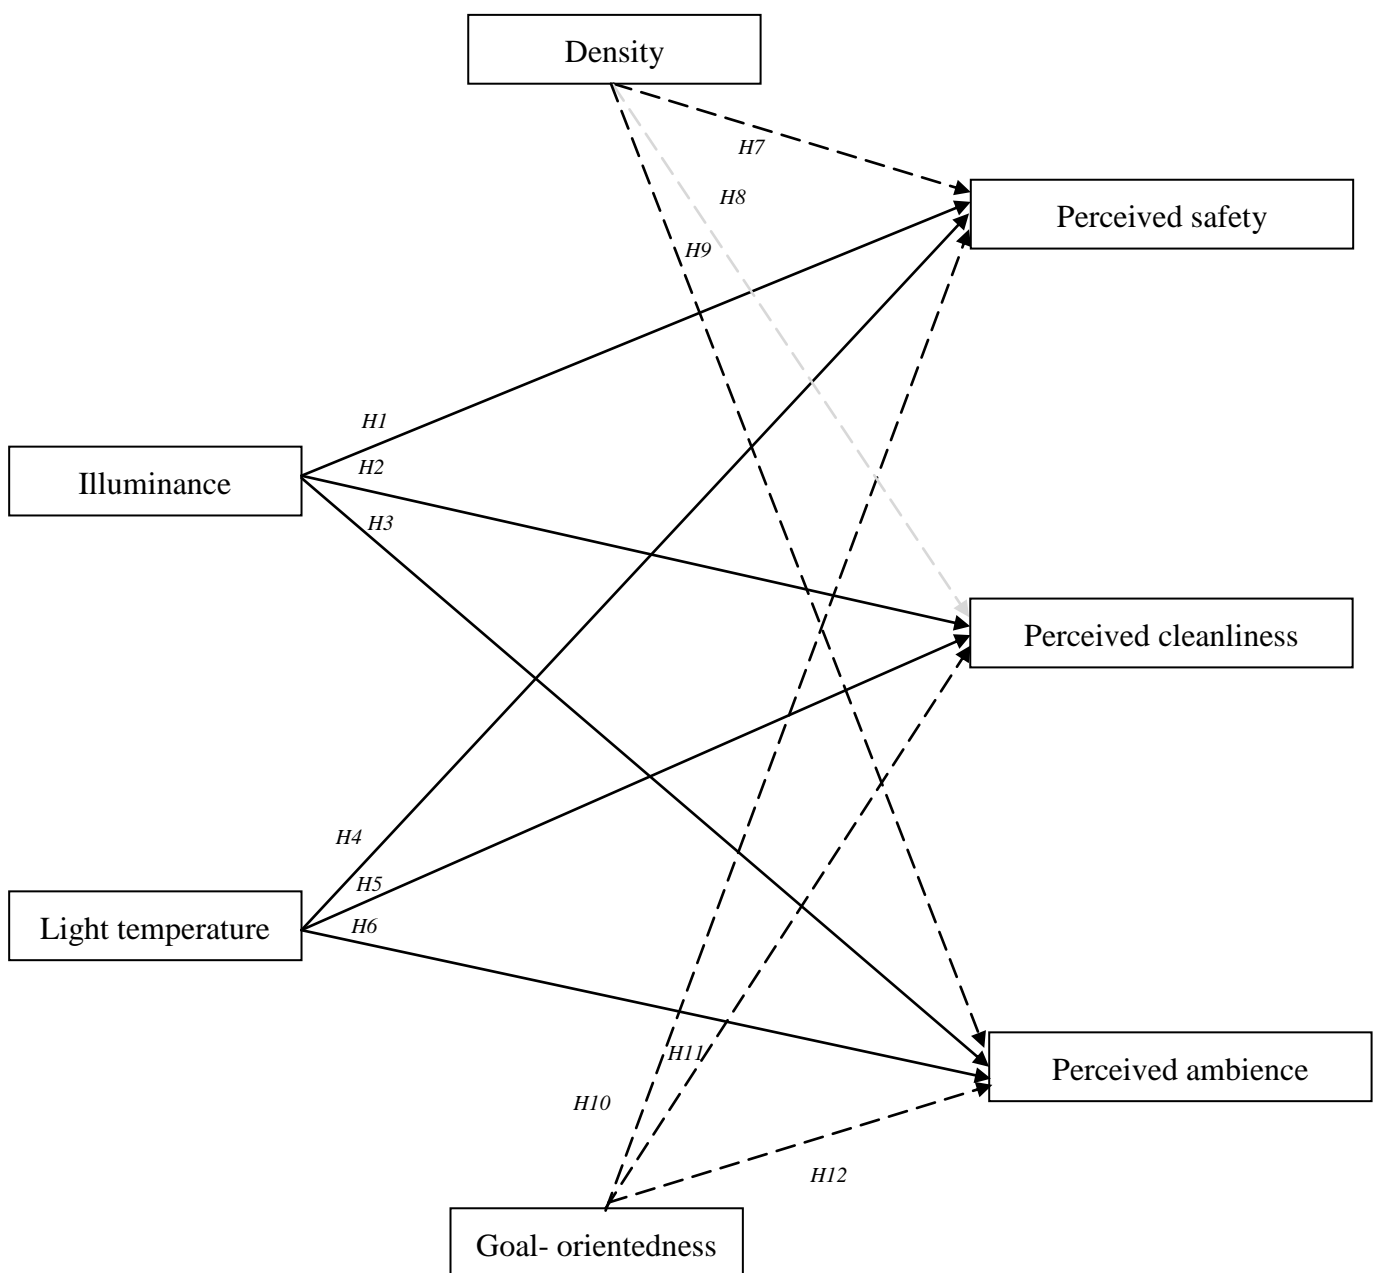 Density
H7
H8
Perceived safety
H9
H1
H2
Illuminance
H3
Perceived cleanliness
H4
H5
H6
Light temperature
H11
Perceived ambience
H10
H12
Goal- orientedness